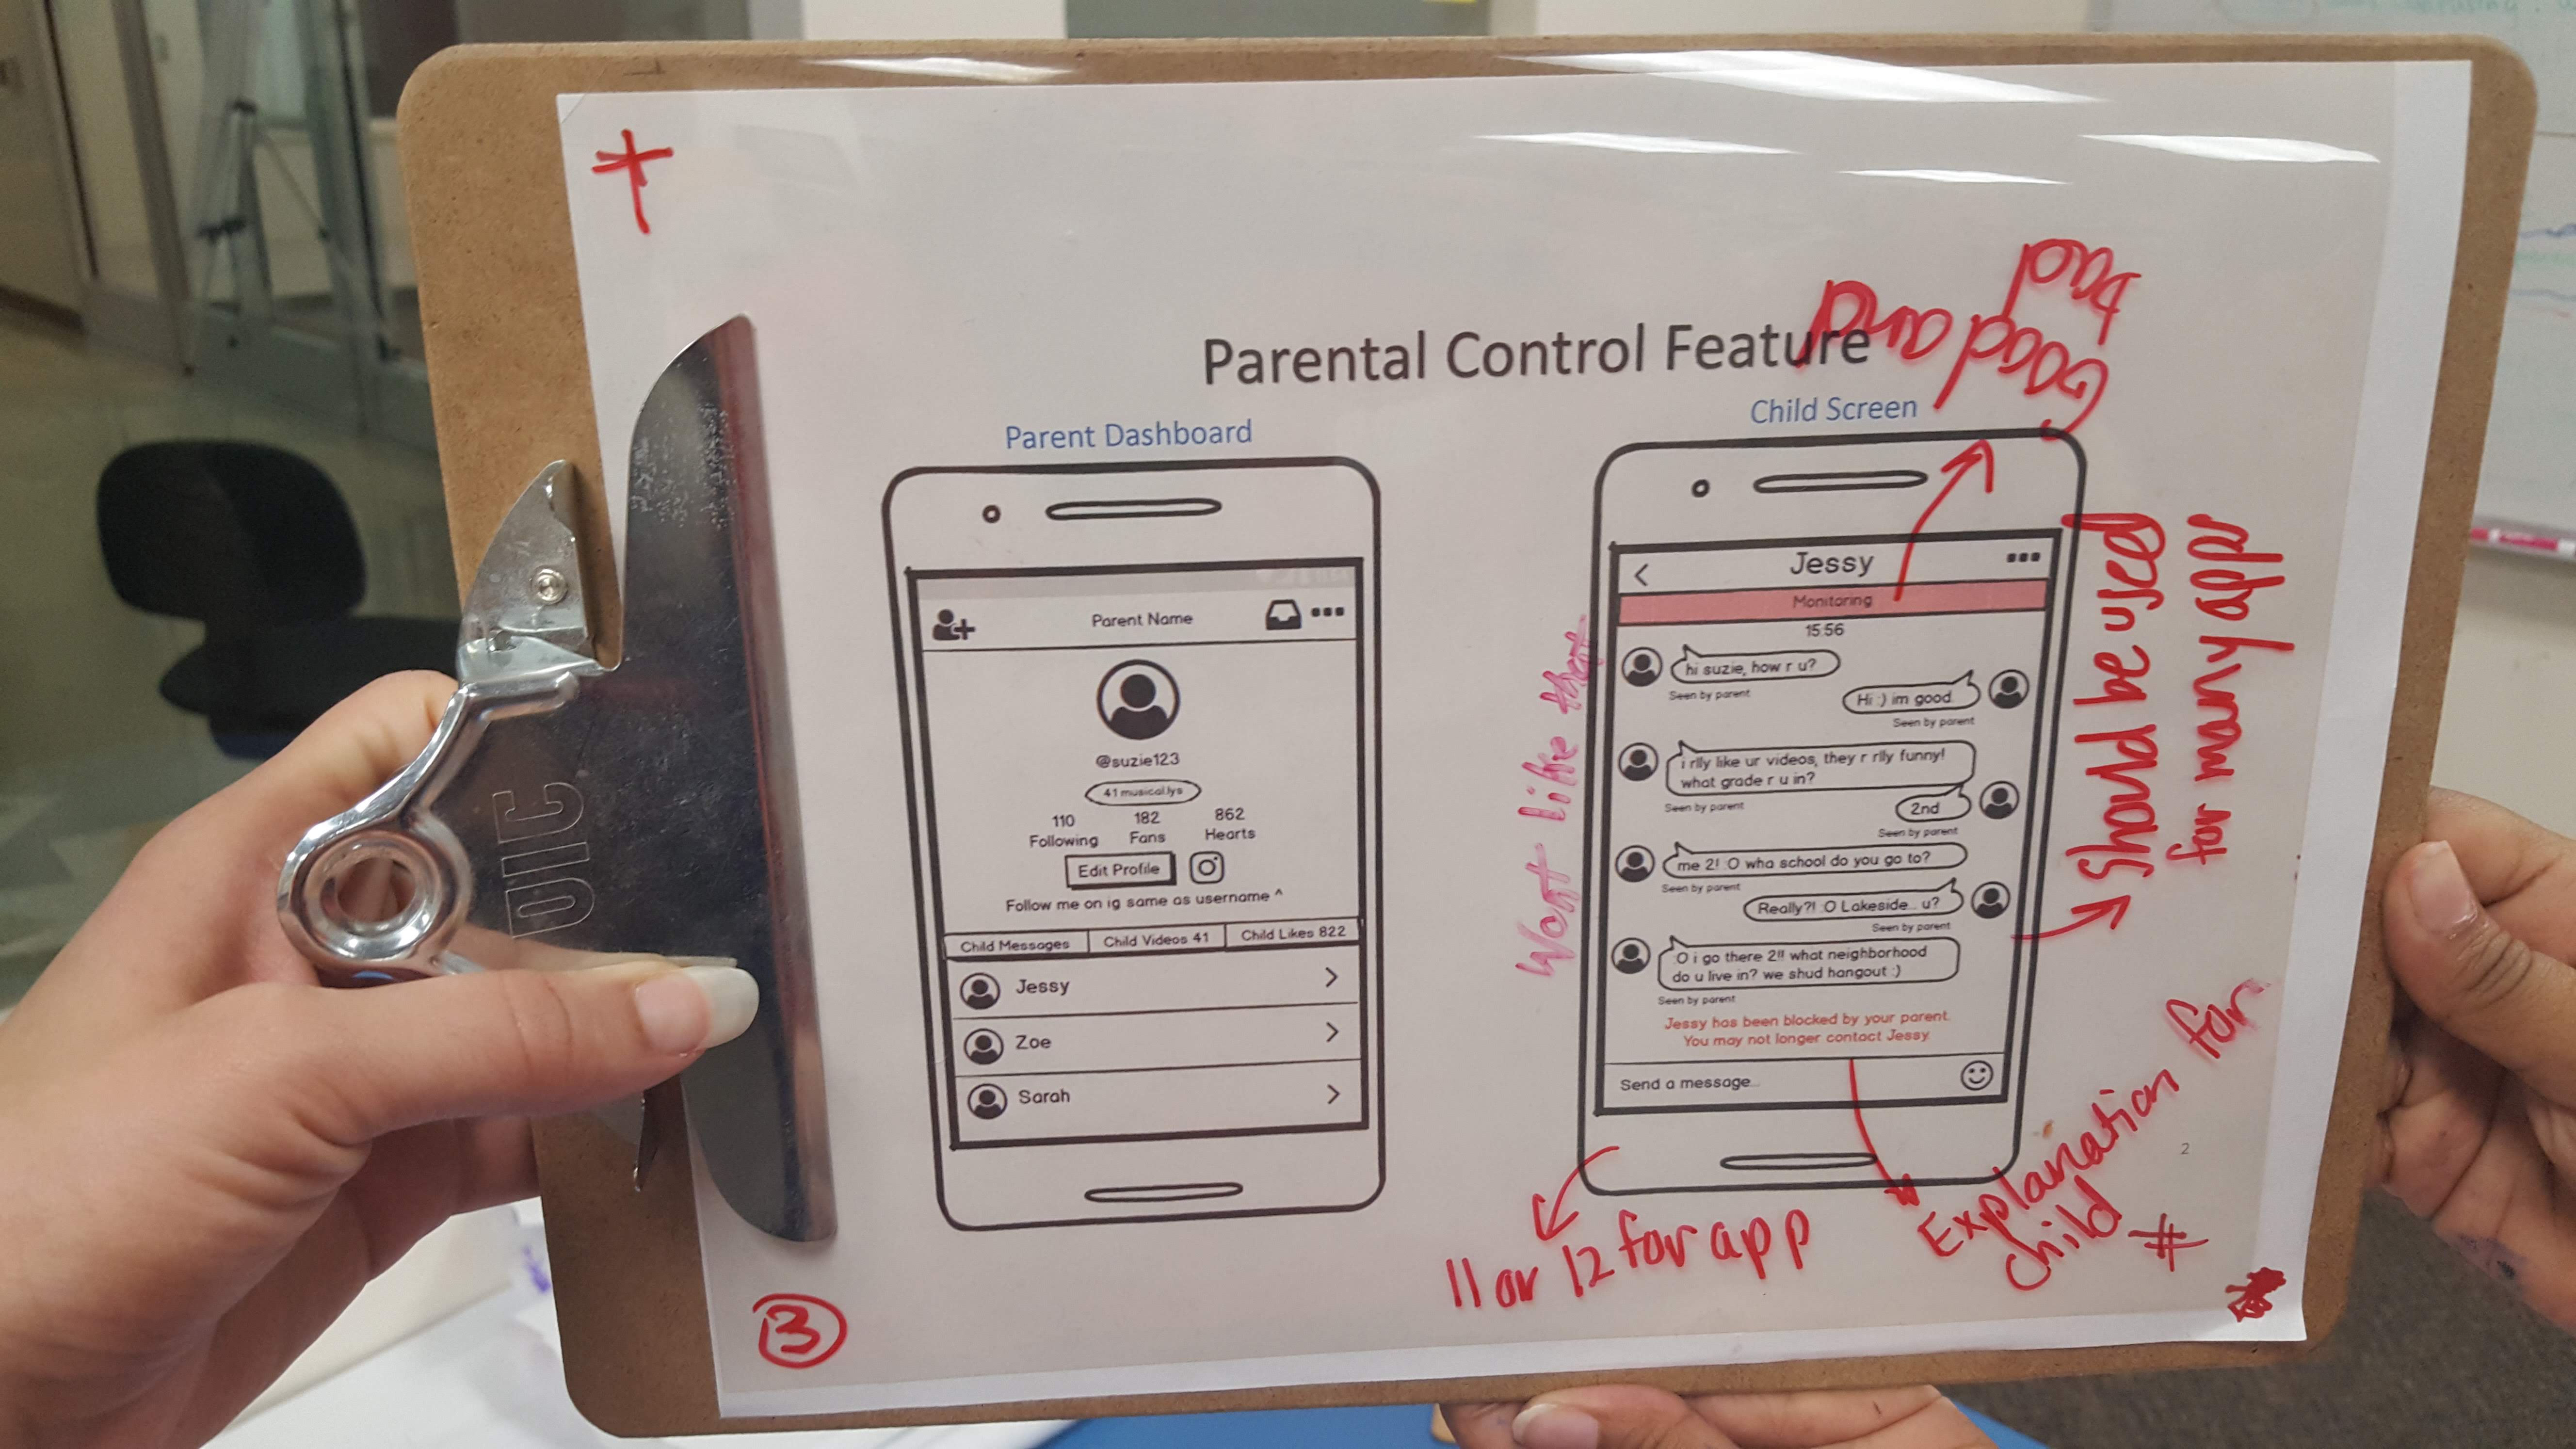 Parental Control Feature
Good and
bad
Parent Dashboard
Parent Name
@suzie123
41 musical.lys
110 182 862
Following Fans Hearts
Edit Profile
Follow me on ig same as username ^
Child Messages Child Videos 41 Child Likes 822
Jessy
Zoe
Sarah
Child Screen
Jessy
Monitoring
15:56
hi suzie, how r u?
Seen by parent
Hi :) im good.
Seen by parent
i rlly like ur videos, they r rlly funny!
what grade r u in?
Seen by parent
2nd
Seen by parent
me 2! :O wha school do you go to?
Seen by parent
Really?! :O Lakeside... u?
Seen by parent
:O i go there 2!! what neighborhood
do u live in? we shud hangout :)
Seen by parent
Jessy has been blocked by your parent.
You may not longer contact Jessy.
Send a message...
like that
should be used
for many apps
Explanation for
child #
11 or 12 for app
3
2
UIC